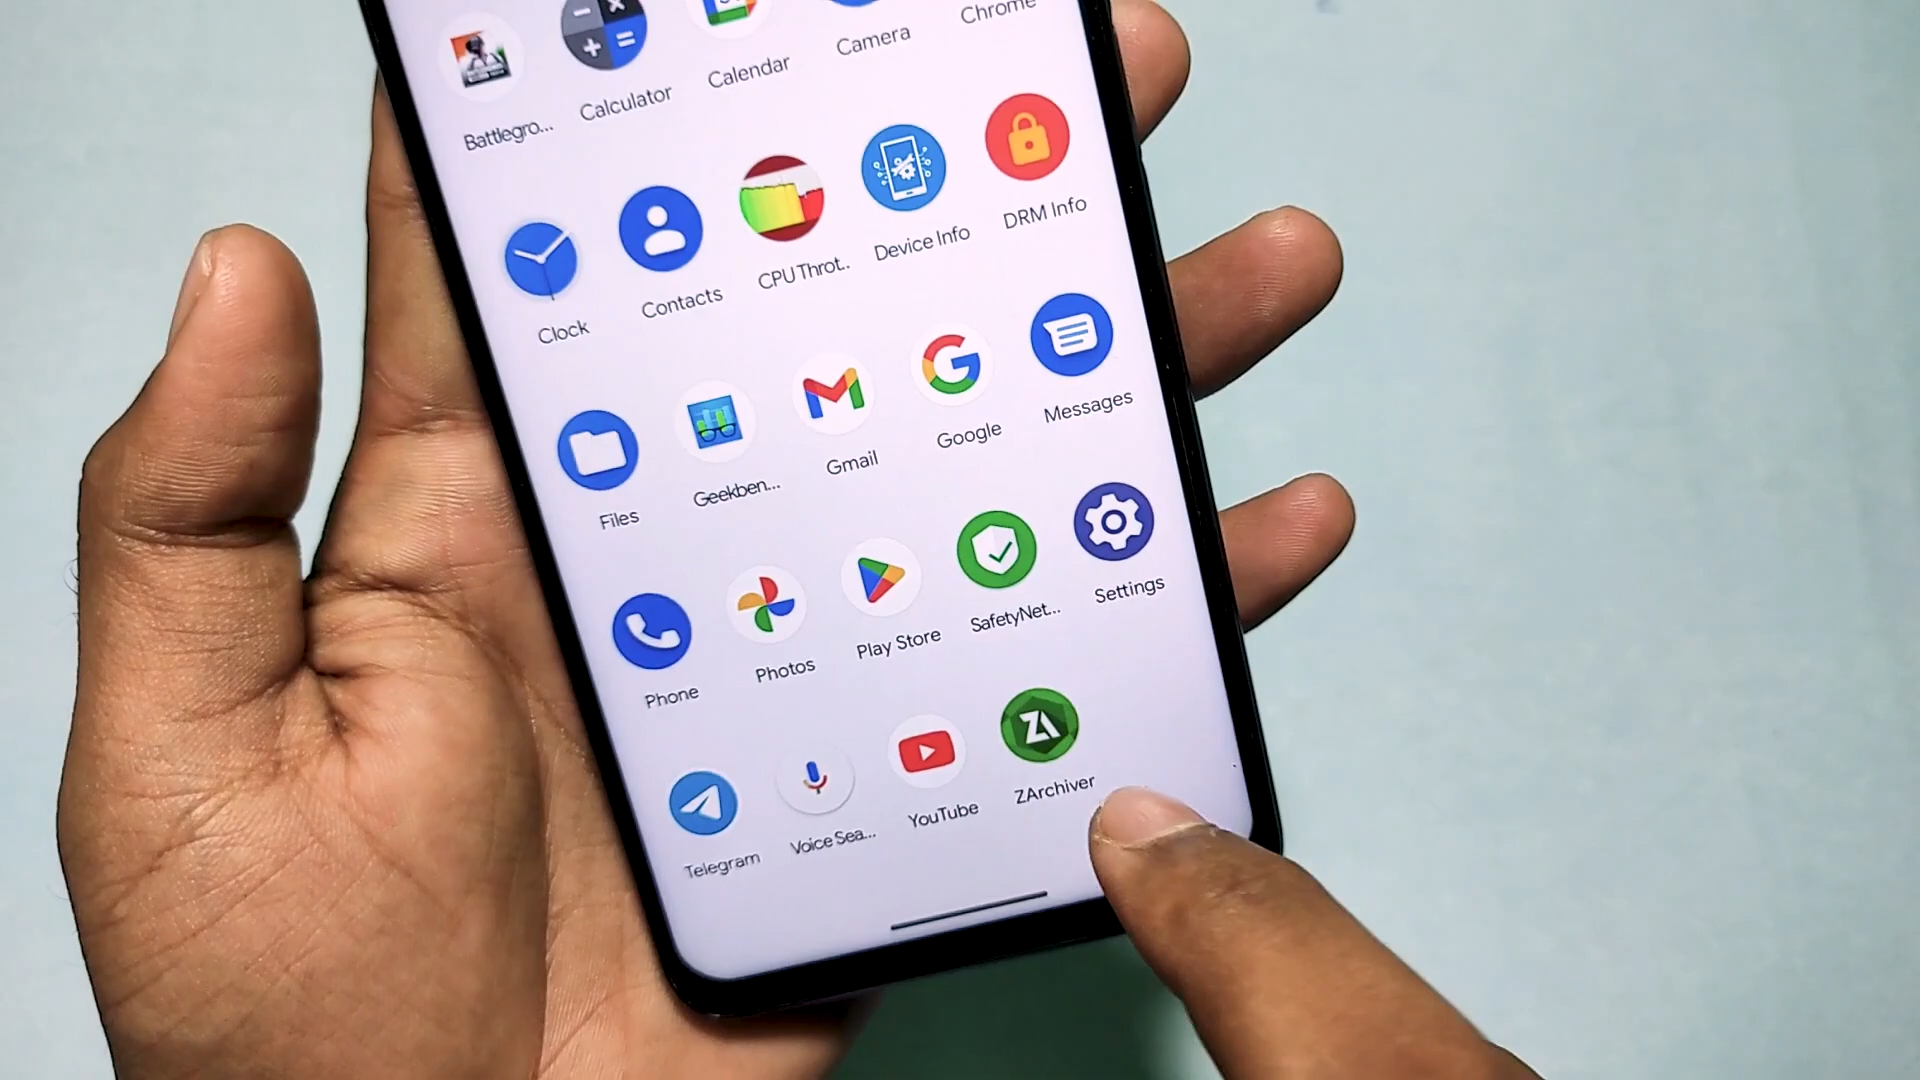 Battlegro...
Calculator
Calendar
Camera
Chrome
Clock
Contacts
CPU Throt..
Device Info
DRM Info
Files
Geekben...
Gmail
Google
Messages
Phone
Photos
Play Store
SafetyNet...
Settings
Telegram
Voice Sea...
YouTube
ZArchiver